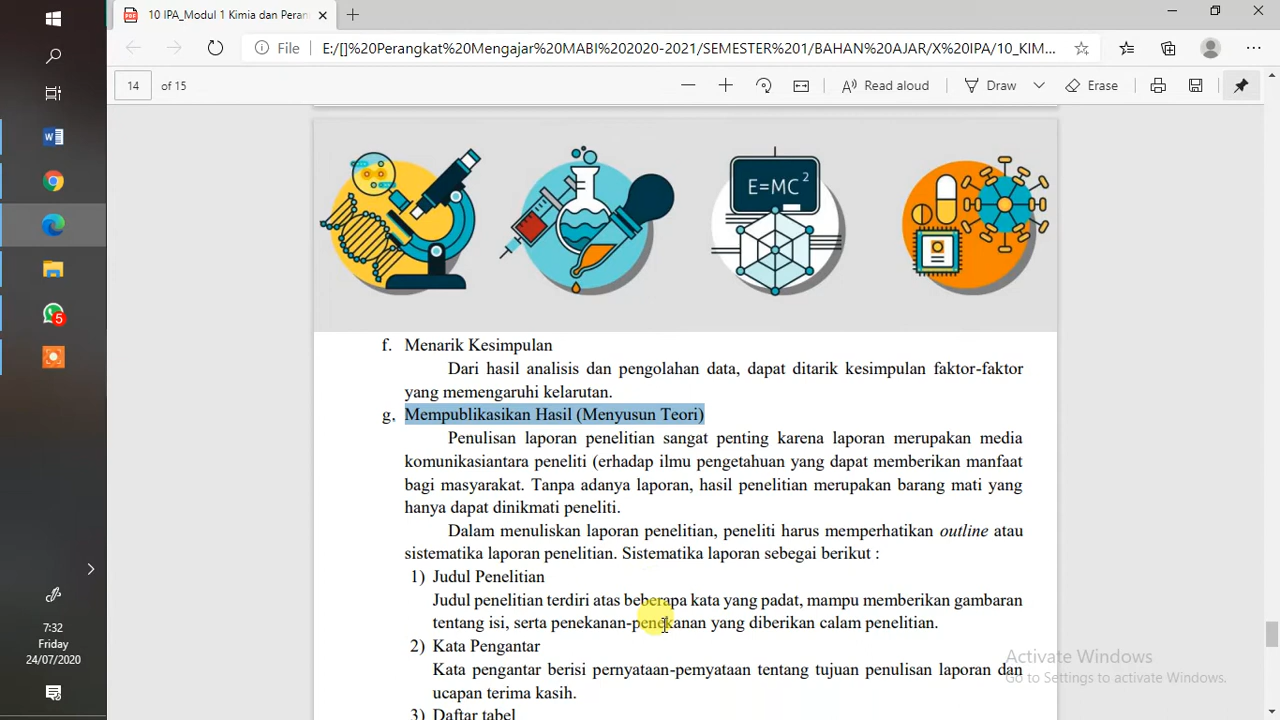 10 IPA_Modul 1 Kimia dan Peran
File
E:/[]%20Perangkat%20Mengajar%20MABI%202020-2021/SEMESTER%201/BAHAN%20AJAR/X%20IPA/10_KIM...
14 of 15
Read aloud
Draw
Erase
E=MC2
f. Menarik Kesimpulan
Dari hasil analisis dan pengolahan data, dapat ditarik kesimpulan faktor-faktor
yang memengaruhi kelarutan.
g. Mempublikasikan Hasil (Menyusun Teori)
Penulisan laporan penelitian sangat penting karena laporan merupakan media
komunikasiantara peneliti (erhadap ilmu pengetahuan yang dapat memberikan manfaat
bagi masyarakat. Tanpa adanya laporan, hasil penelitian merupakan barang mati yang
hanya dapat dinikmati peneliti.
Dalam menuliskan laporan penelitian, peneliti harus memperhatikan outline atau
sistematika laporan penelitian. Sistematika laporan sebegai berikut :
1) Judul Penelitian
Judul penelitian terdiri atas beberapa kata yang padat, mampu memberikan gambaran
tentang isi, serta penekanan-penekanan yang diberikan calam penelitian.
2) Kata Pengantar
Kata pengantar berisi pernyataan-pemyataan tentang tujuan penulisan laporan dan
ucapan terima kasih.
3) Daftar tabel
Activate Windows
Go to Settings to activate Windows.
5
7:32
Friday
24/07/2020